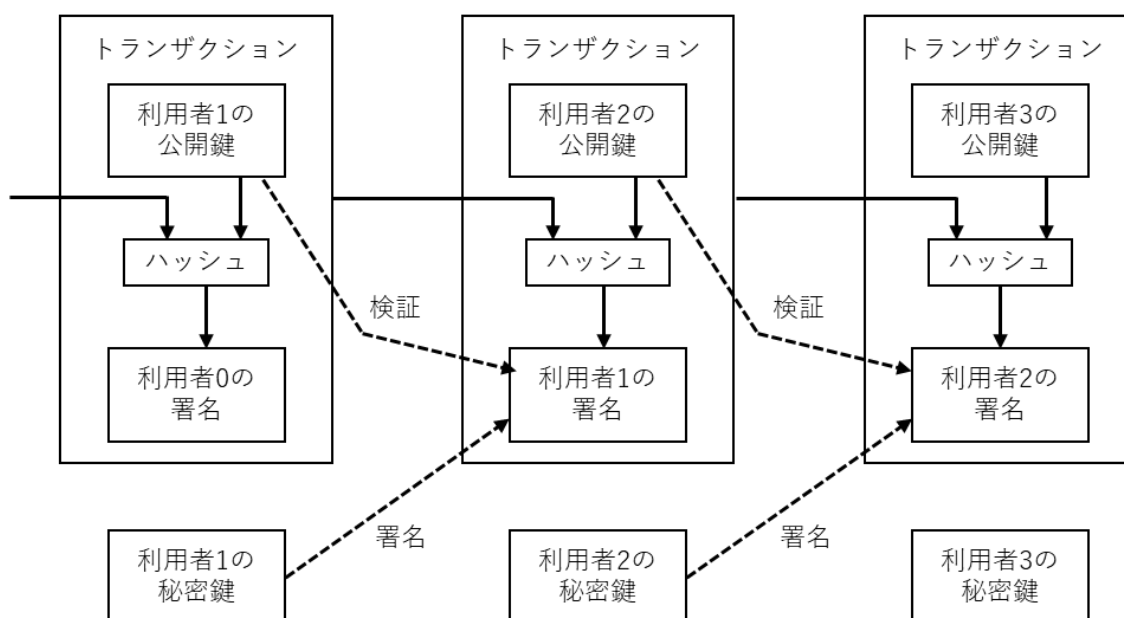 トランザクション
利用者1の
公開鍵
ハッシュ
利用者0の
署名
利用者1の
秘密鍵
検証
署名
トランザクション
利用者2の
公開鍵
ハッシュ
利用者1の
署名
利用者2の
秘密鍵
検証
署名
トランザクション
利用者3の
公開鍵
ハッシュ
利用者2の
署名
利用者3の
秘密鍵